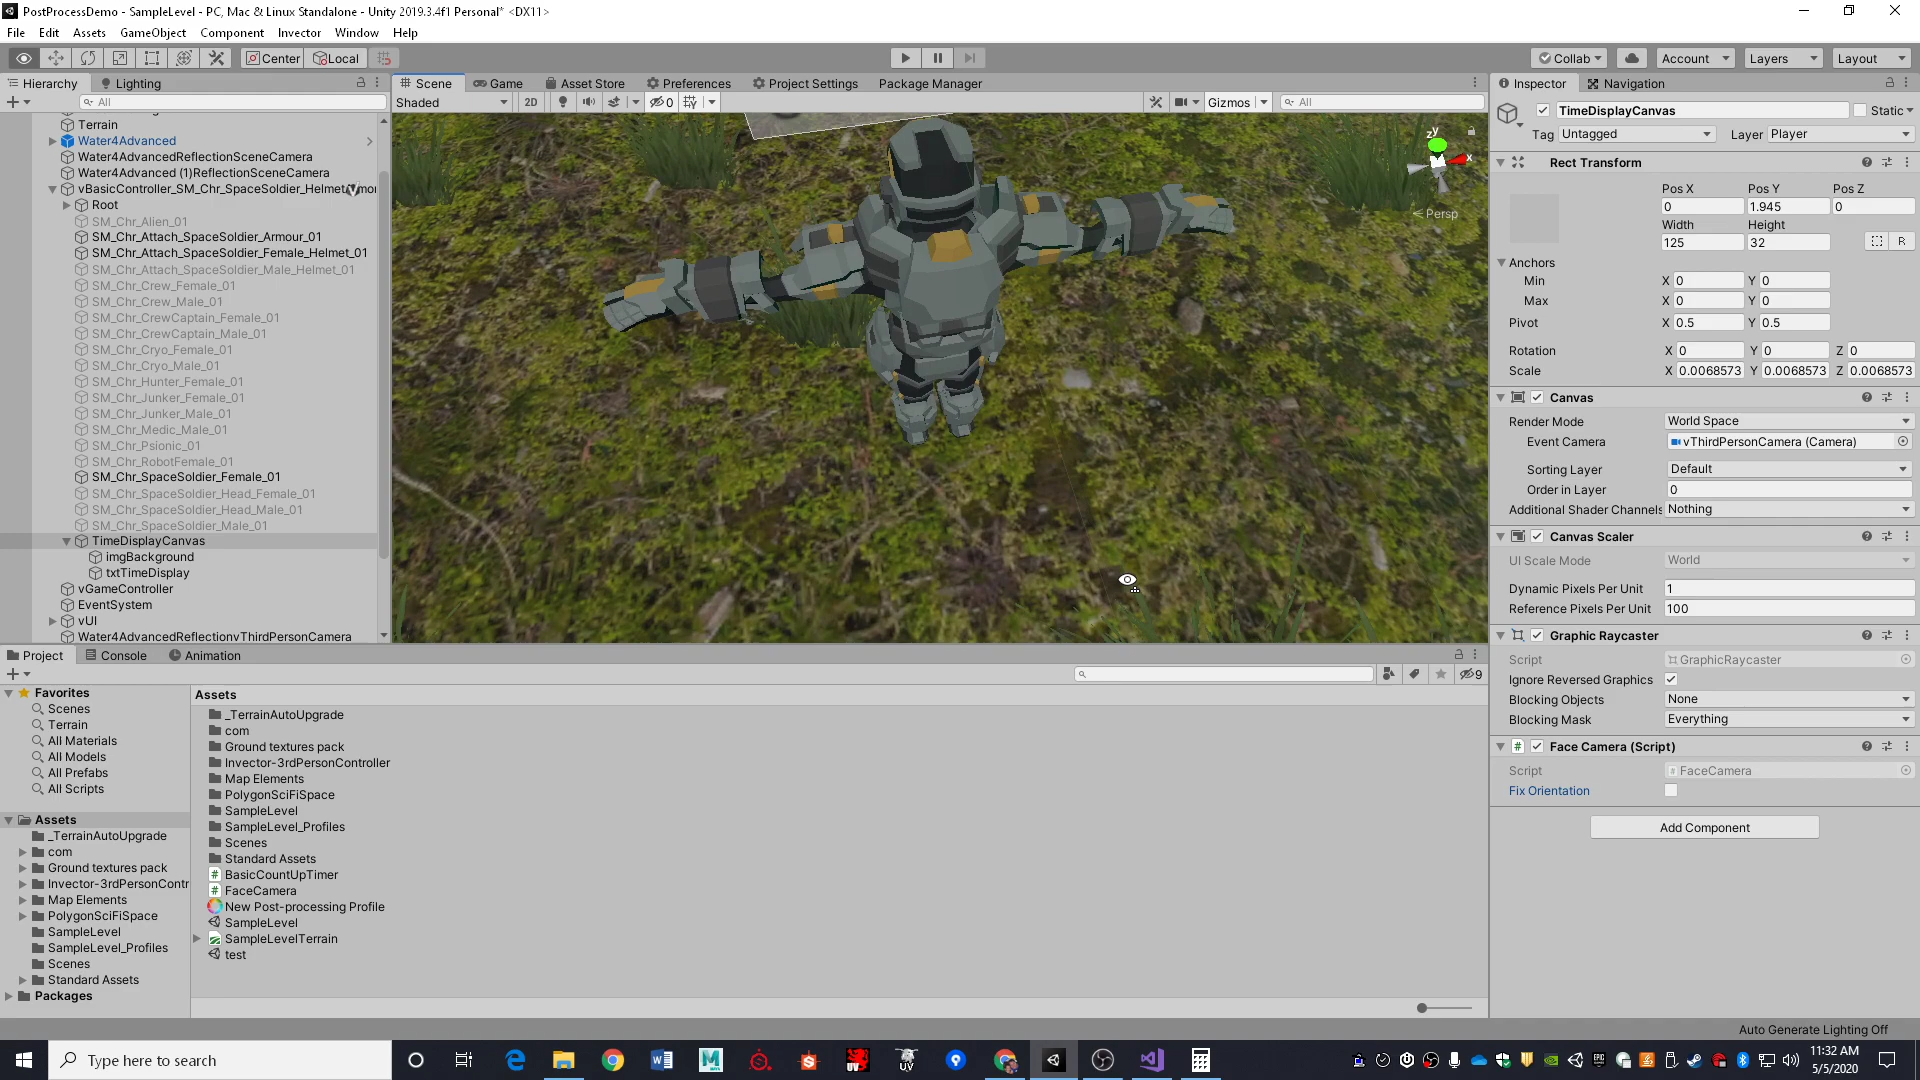 PostProcessDemo - SampleLevel - PC, Mac & Linux Standalone - Unity 2019.3.4f1 Personal* <DX11>
File Edit Assets GameObject Component Invector Window Help
Center Local Collab Account Layers Layout
Hierarchy Lighting
All
Terrain
Water4Advanced
Water4AdvancedReflectionSceneCamera
Water4Advanced (1)ReflectionSceneCamera
vBasicController_SM_Chr_SpaceSoldier_Helmet
Root
SM_Chr_Alien_01
SM_Chr_Attach_SpaceSoldier_Armour_01
SM_Chr_Attach_SpaceSoldier_Female_Helmet_01
SM_Chr_Attach_SpaceSoldier_Male_Helmet_01
SM_Chr_Crew_Female_01
SM_Chr_Crew_Male_01
SM_Chr_CrewCaptain_Female_01
SM_Chr_CrewCaptain_Male_01
SM_Chr_Cryo_Female_01
SM_Chr_Cryo_Male_01
SM_Chr_Hunter_Female_01
SM_Chr_Junker_Female_01
SM_Chr_Junker_Male_01
SM_Chr_Medic_Male_01
SM_Chr_Psionic_01
SM_Chr_RobotFemale_01
SM_Chr_SpaceSoldier_Female_01
SM_Chr_SpaceSoldier_Head_Female_01
SM_Chr_SpaceSoldier_Head_Male_01
SM_Chr_SpaceSoldier_Male_01
TimeDisplayCanvas
imgBackground
txtTimeDisplay
vGameController
EventSystem
vUI
Water4AdvancedReflectionvThirdPersonCamera
Scene Game Asset Store Preferences Project Settings Package Manager
Shaded 2D 0 Gizmos All
y
z
x
Persp
Inspector Navigation
TimeDisplayCanvas Static
Tag Untagged Layer Player
Rect Transform
Pos X Pos Y Pos Z
0 1.945 0
Width Height
125 32 R
Anchors
Min X 0 Y 0
Max X 0 Y 0
Pivot X 0.5 Y 0.5
Rotation X 0 Y 0 Z 0
Scale X 0.0068573 Y 0.0068573 Z 0.0068573
Canvas
Render Mode World Space
Event Camera vThirdPersonCamera (Camera)
Sorting Layer Default
Order in Layer 0
Additional Shader Channels Nothing
Canvas Scaler
UI Scale Mode World
Dynamic Pixels Per Unit 1
Reference Pixels Per Unit 100
Graphic Raycaster
Script GraphicRaycaster
Ignore Reversed Graphics
Blocking Objects None
Blocking Mask Everything
# Face Camera (Script)
Script FaceCamera
Fix Orientation
Add Component
Project Console Animation
9
Favorites
Scenes
Terrain
All Materials
All Models
All Prefabs
All Scripts
Assets
_TerrainAutoUpgrade
com
Ground textures pack
Invector-3rdPersonContr
Map Elements
PolygonSciFiSpace
SampleLevel
SampleLevel_Profiles
Scenes
Standard Assets
Packages
Assets
_TerrainAutoUpgrade
com
Ground textures pack
Invector-3rdPersonController
Map Elements
PolygonSciFiSpace
SampleLevel
SampleLevel_Profiles
Scenes
Standard Assets
# BasicCountUpTimer
# FaceCamera
New Post-processing Profile
SampleLevel
SampleLevelTerrain
test
Auto Generate Lighting Off
Type here to search
11:32 AM
5/5/2020